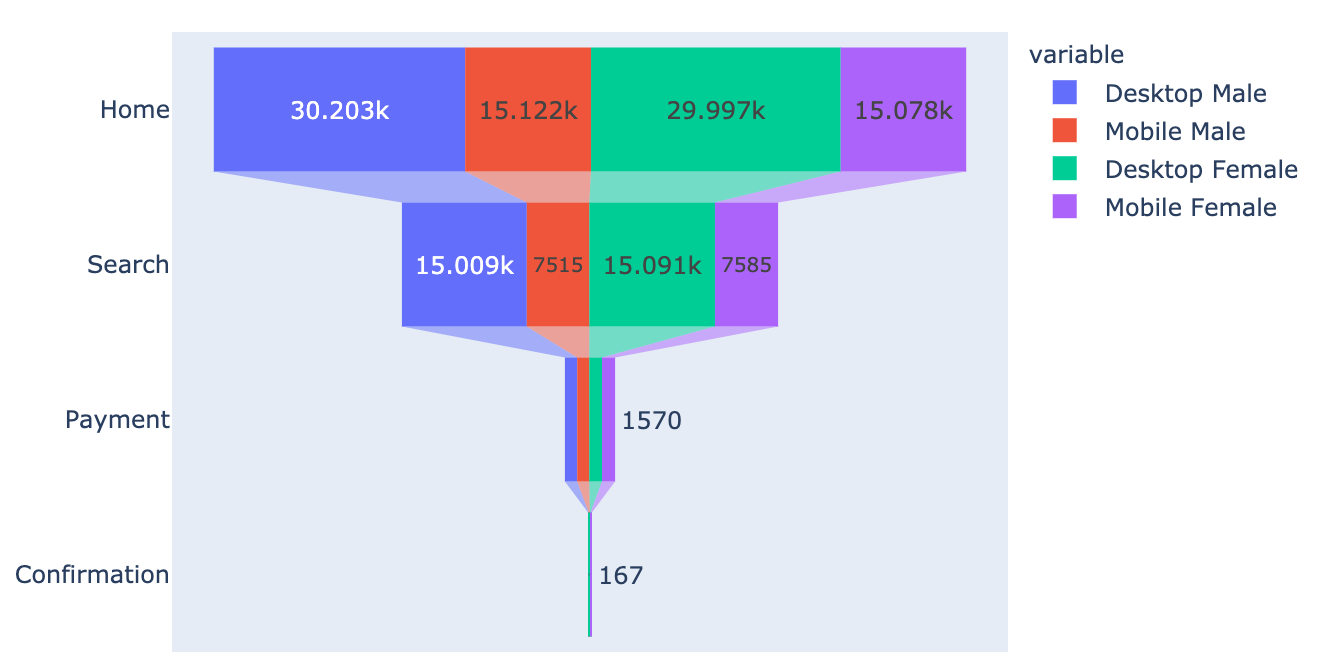 variable
Desktop Male
Mobile Male
Desktop Female
Mobile Female
Home
30.203k 15.122k 29.997k 15.078k
Search
15.009k 7515 15.091k 7585
Payment
1570
Confirmation
167